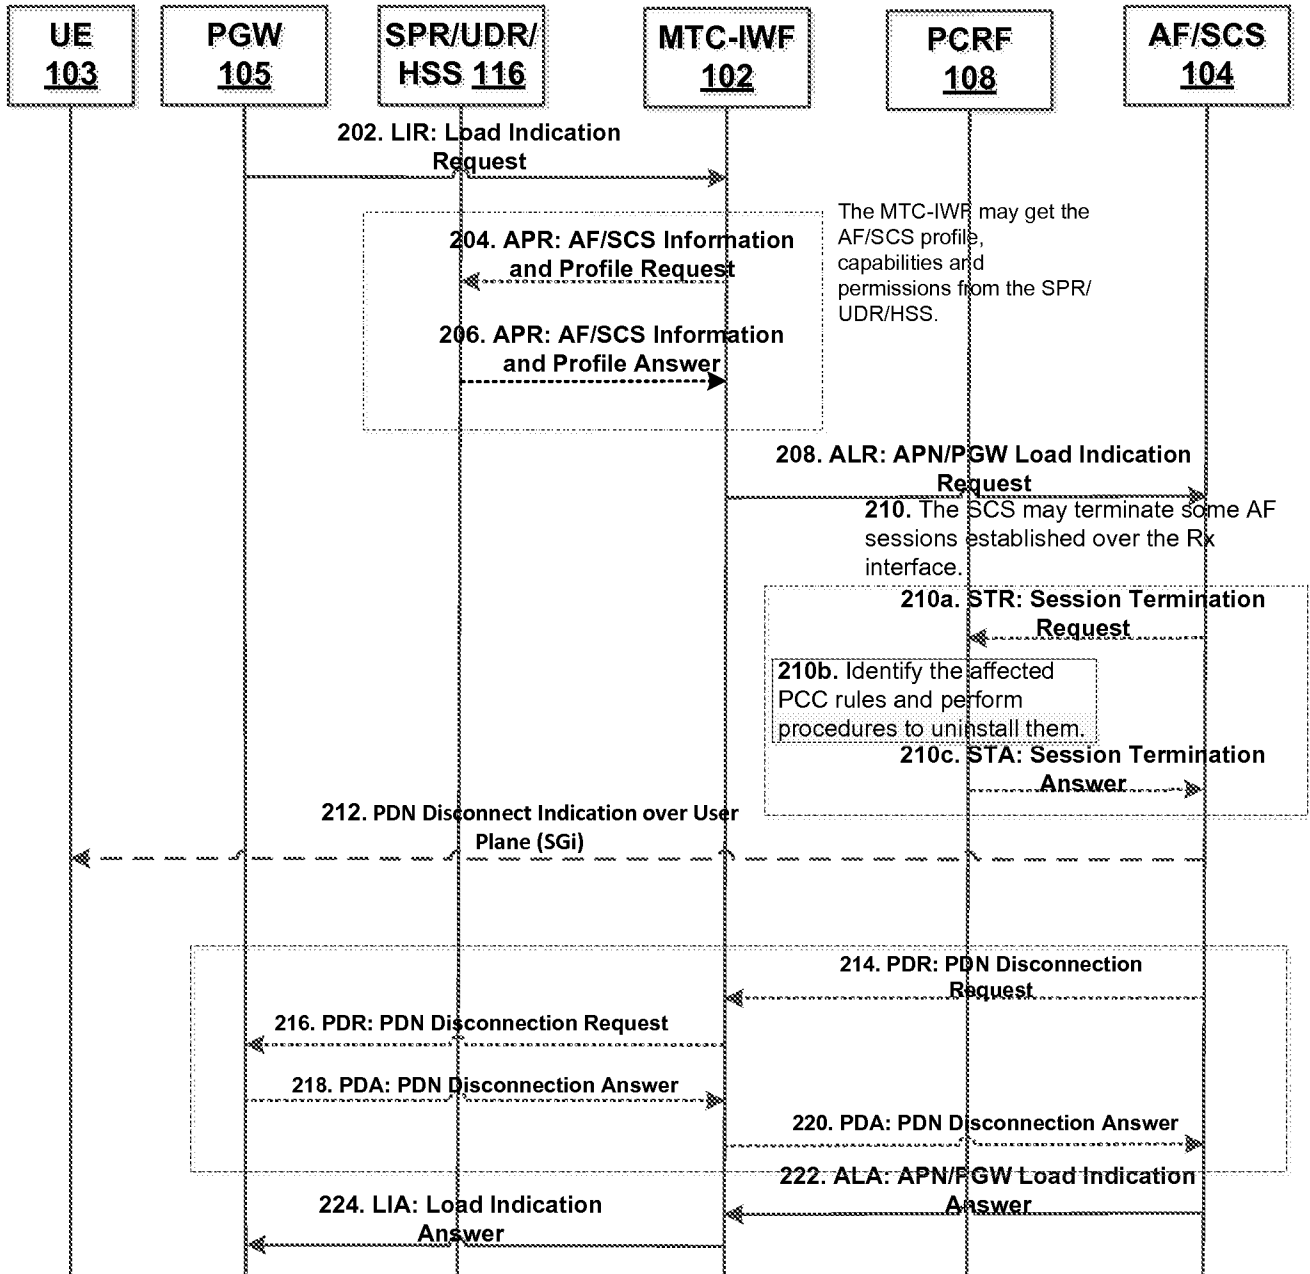 UE
103
PGW
105
SPR/UDR/
HSS 116
MTC-IWF
102
PCRF
108
AF/SCS
104
202. LIR: Load Indication
Request
The MTC-IWF may get the
AF/SCS profile,
capabilities and
permissions from the SPR/
UDR/HSS.
204. APR: AF/SCS Information
and Profile Request
206. APR: AF/SCS Information
and Profile Answer
208. ALR: APN/PGW Load Indication
Request
210. The SCS may terminate some AF
sessions established over the Rx
interface.
210a. STR: Session Termination
Request
210b. Identify the affected
PCC rules and perform
procedures to uninstall them.
210c. STA: Session Termination
Answer
212. PDN Disconnect Indication over User
Plane (SGi)
214. PDR: PDN Disconnection
Request
216. PDR: PDN Disconnection Request
218. PDA: PDN Disconnection Answer
220. PDA: PDN Disconnection Answer
222. ALA: APN/PGW Load Indication
Answer
224. LIA: Load Indication
Answer